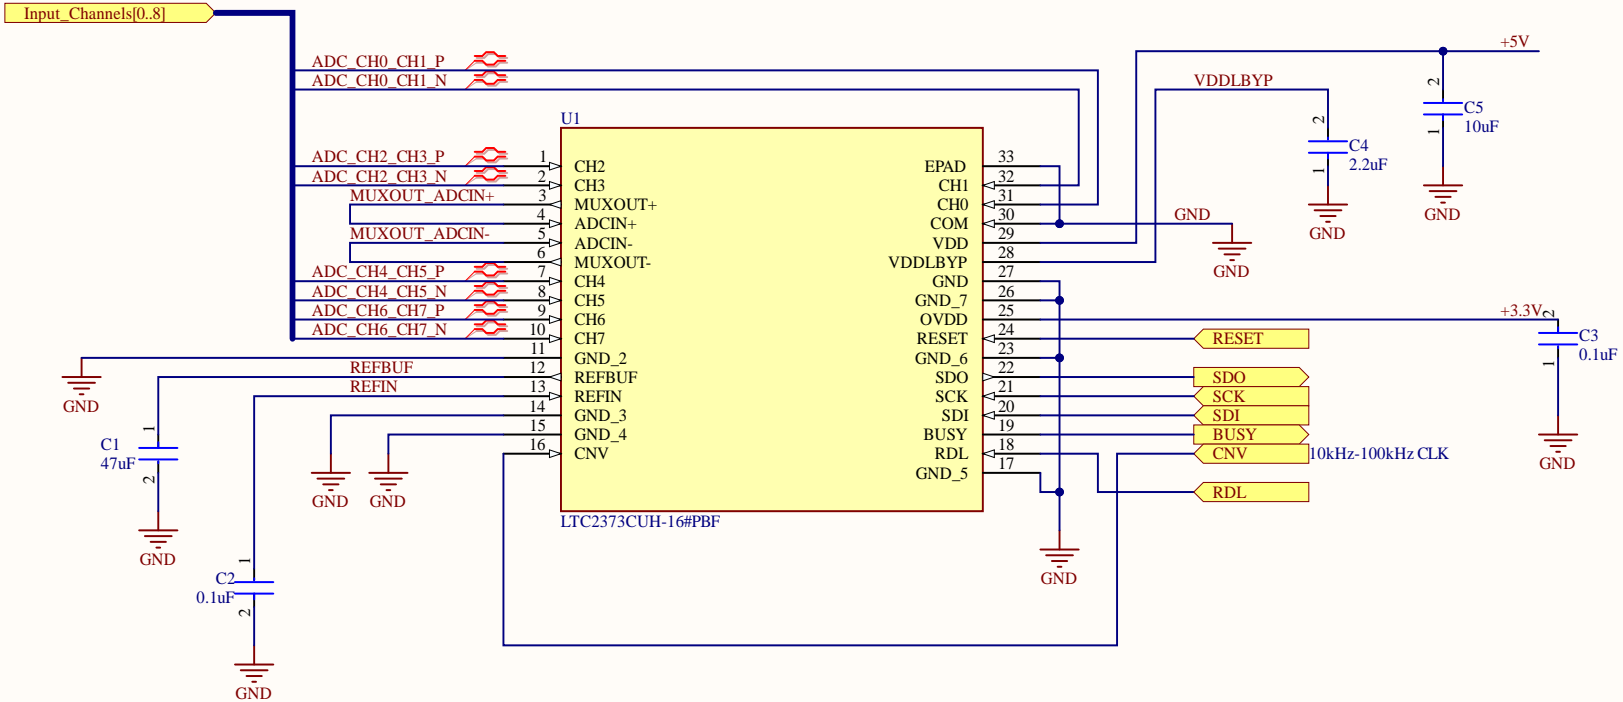 Input_Channels[0..8]
ADC_CH0_CH1_P
ADC_CH0_CH1_N
+5V
VDDLBYP
2
C5
10uF
1
2
C4
2.2uF
1
GND
GND
U1
ADC_CH2_CH3_P
1
CH2
EPAD
33
ADC_CH2_CH3_N
2
CH3
CH1
32
MUXOUT_ADCIN+
3
MUXOUT+
CH0
31
4
ADCIN+
COM
30
GND
GND
MUXOUT_ADCIN-
5
ADCIN-
VDD
29
6
MUXOUT-
VDDLBYP
28
ADC_CH4_CH5_P
7
CH4
GND
27
ADC_CH4_CH5_N
8
CH5
GND_7
26
ADC_CH6_CH7_P
9
CH6
OVDD
25
+3.3V
ADC_CH6_CH7_N
10
CH7
RESET
24
RESET
2
C3
0.1uF
1
GND
11
GND_2
GND_6
23
GND
REFBUF
12
REFBUF
SDO
22
SDO
REFIN
13
REFIN
SCK
21
SCK
14
GND_3
SDI
20
SDI
15
GND_4
BUSY
19
BUSY
16
CNV
RDL
18
CNV
10kHz-100kHz CLK
GND_5
17
RDL
1
C1
47uF
2
GND
GND
GND
LTC2373CUH-16#PBF
GND
1
C2
0.1uF
2
GND